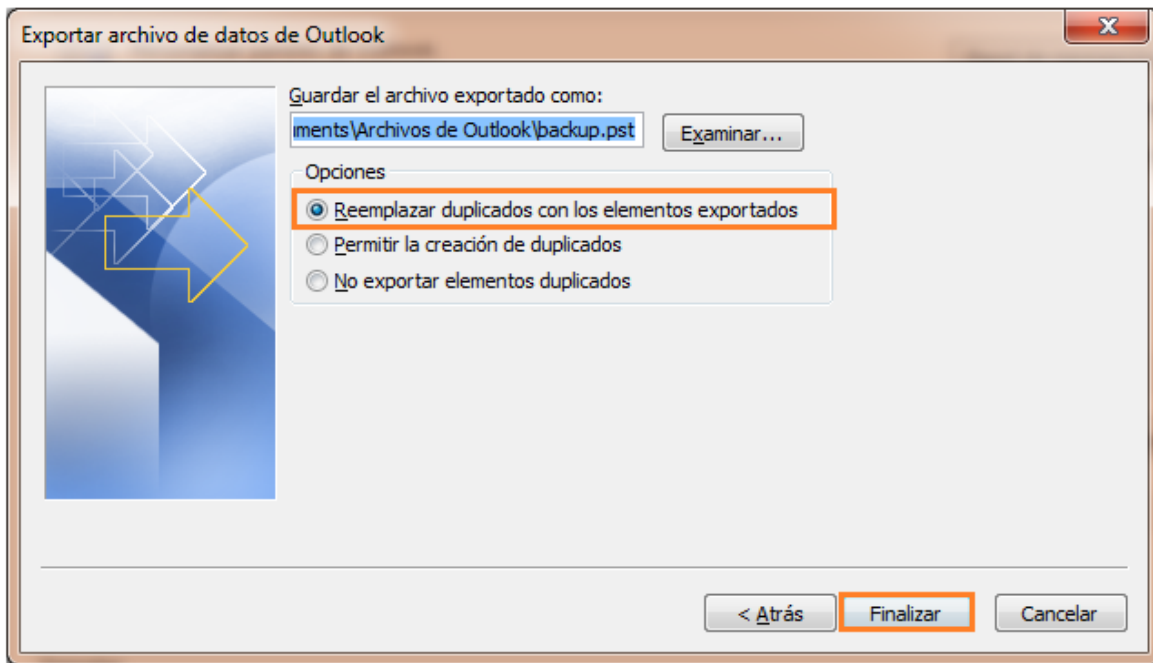 Exportar archivo de datos de Outlook
Guardar el archivo exportado como:
ıments\Archivos de Outlook\backup.pst
Examinar...
Opciones
Reemplazar duplicados con los elementos exportados
Permitir la creación de duplicados
No exportar elementos duplicados
< Atrás Finalizar Cancelar